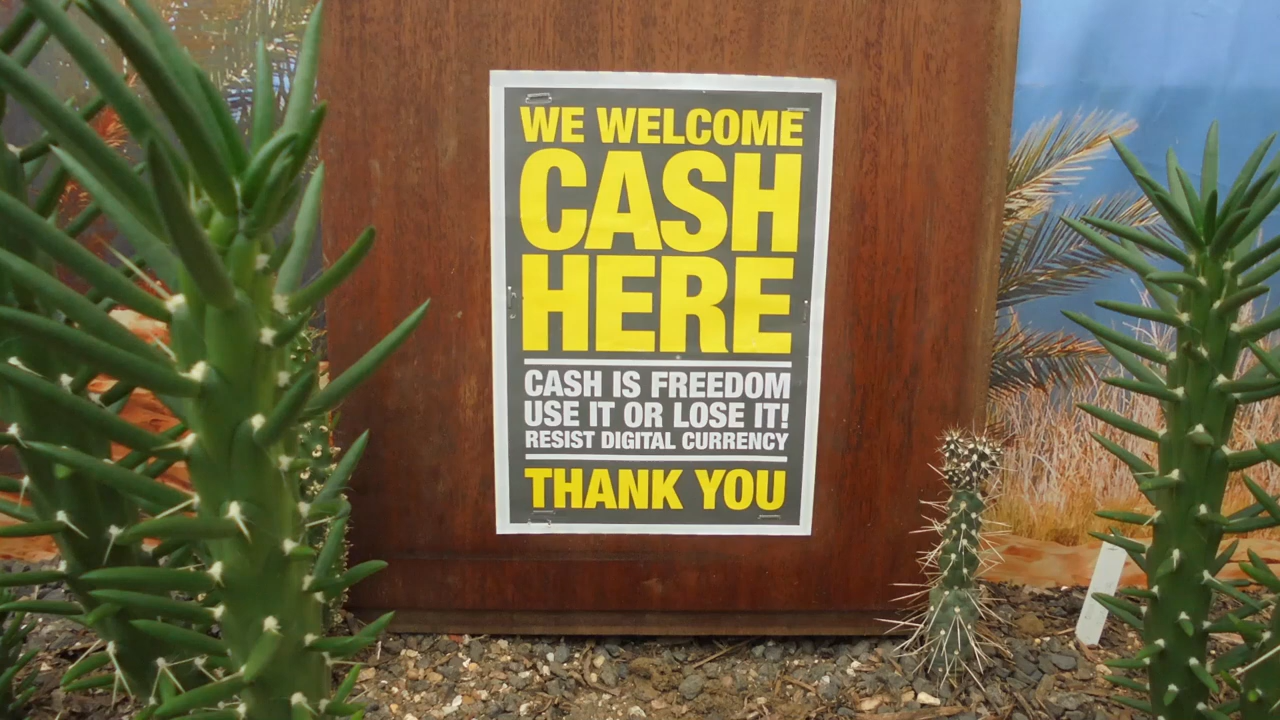 WE WELCOME
CASH
HERE
CASH IS FREEDOM
USE IT OR LOSE IT!
RESIST DIGITAL CURRENCY
THANK YOU